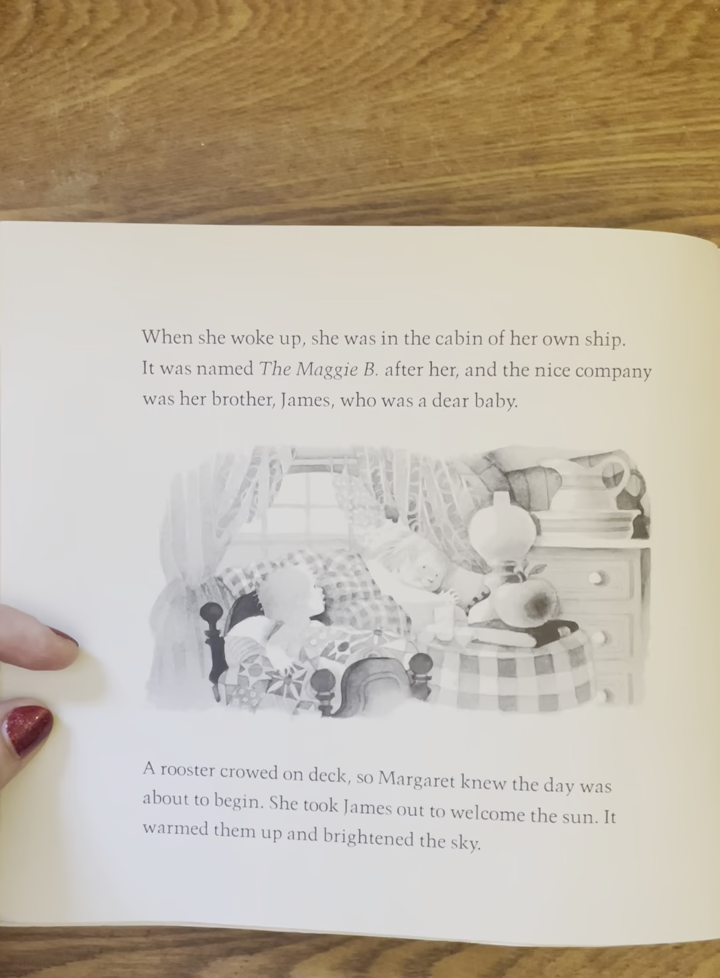 When she woke up, she was in the cabin of her own ship.
It was named The Maggie B. after her, and the nice company
was her brother, James, who was a dear baby.
A rooster crowed on deck, so Margaret knew the day was
about to begin. She took James out to welcome the sun. It
warmed them up and brightened the sky.